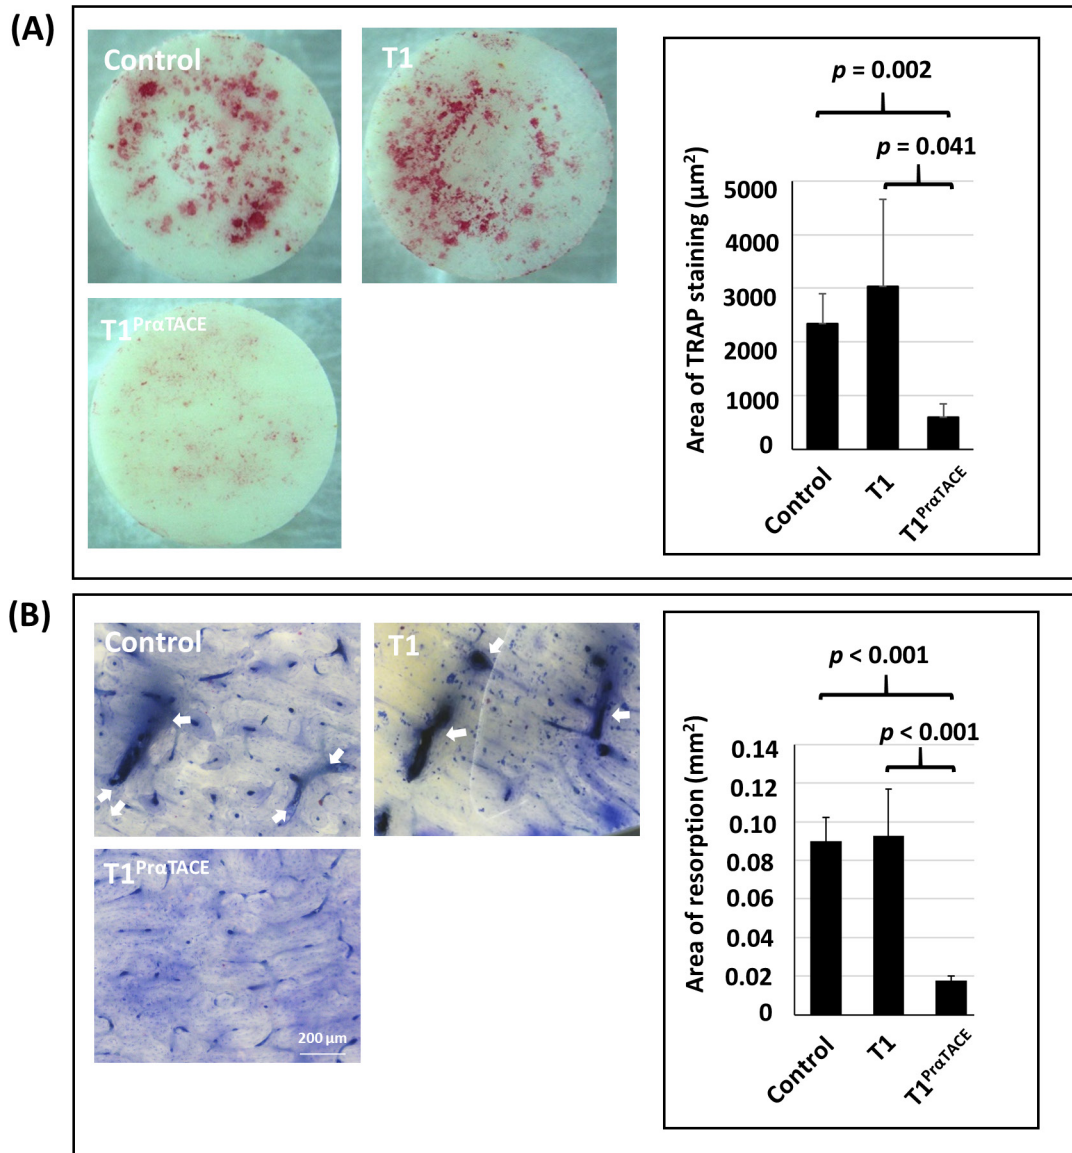 (A)
Control
T1
T1PrαTACE
p = 0.002
p = 0.041
Area of TRAP staining (µm²)
5000
4000
3000
2000
1000
0
Control
T1
T1PrαTACE
(B)
Control
T1
T1PrαTACE
200 µm
p < 0.001
p < 0.001
Area of resorption (mm²)
0.14
0.12
0.10
0.08
0.06
0.04
0.02
0
Control
T1
T1PrαTACE